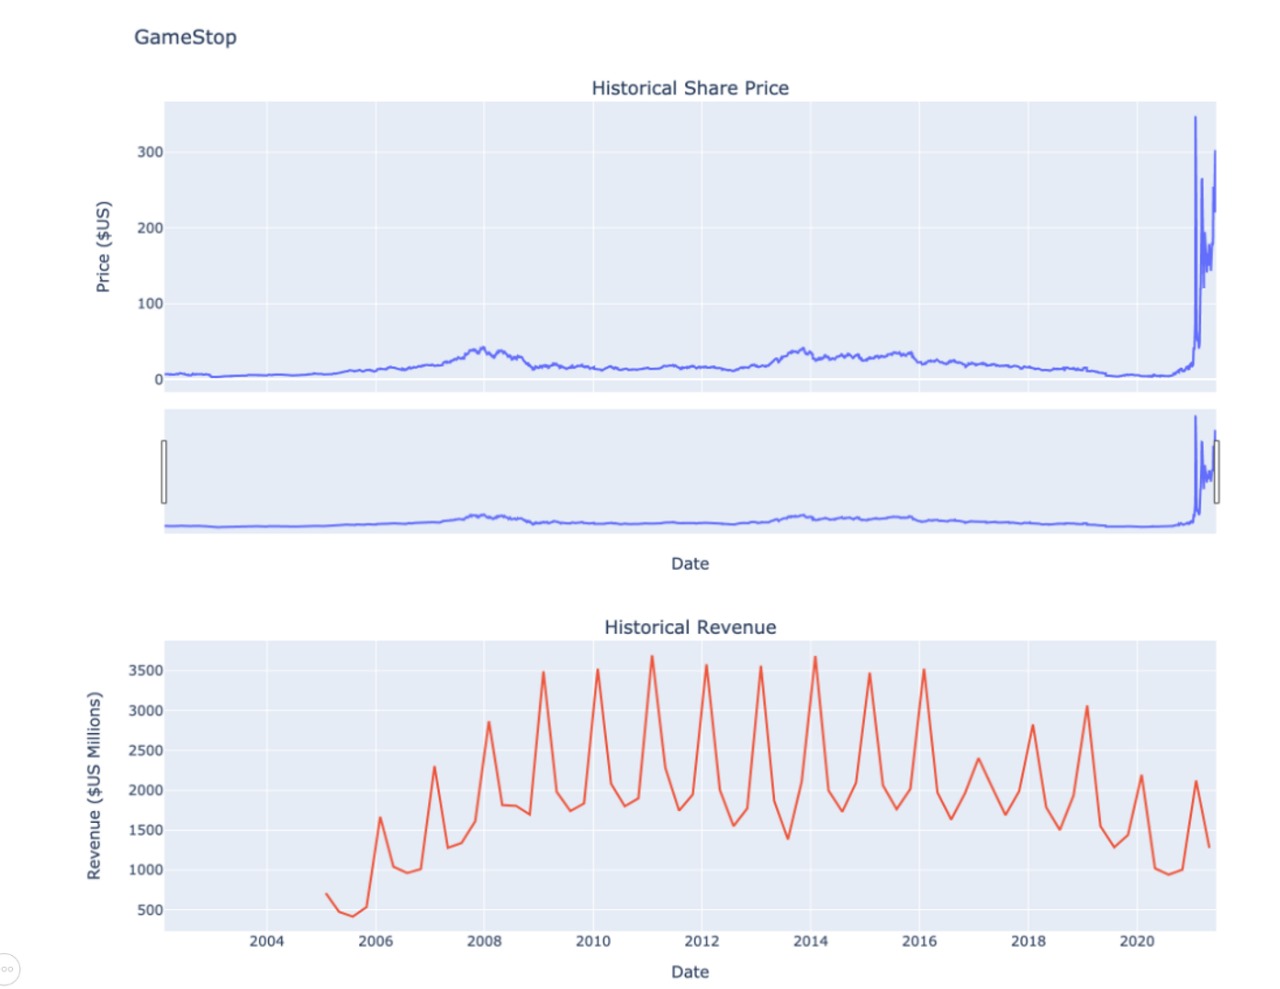 GameStop
Historical Share Price
Price ($US)
300
200
100
0
Date
Historical Revenue
Revenue ($US Millions)
3500
3000
2500
2000
1500
1000
500
2004 2006 2008 2010 2012 2014 2016 2018 2020
Date